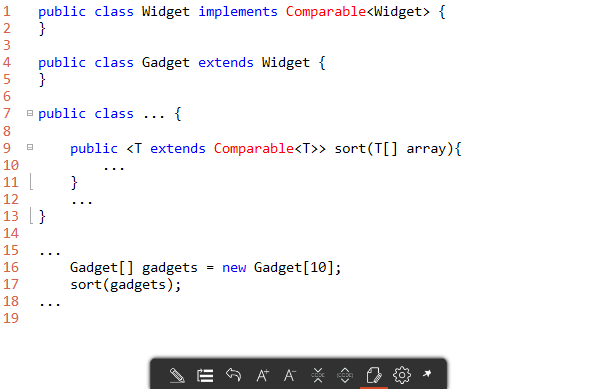 1 public class Widget implements Comparable<Widget> {
2 }
3
4 public class Gadget extends Widget {
5 }
6
7 public class ... {
8
9     public <T extends Comparable<T>> sort(T[] array){
10         ...
11     }
12     ...
13 }
14
15 ...
16     Gadget[] gadgets = new Gadget[10];
17     sort(gadgets);
18 ...
19
A+ A-
CODE (CODE)